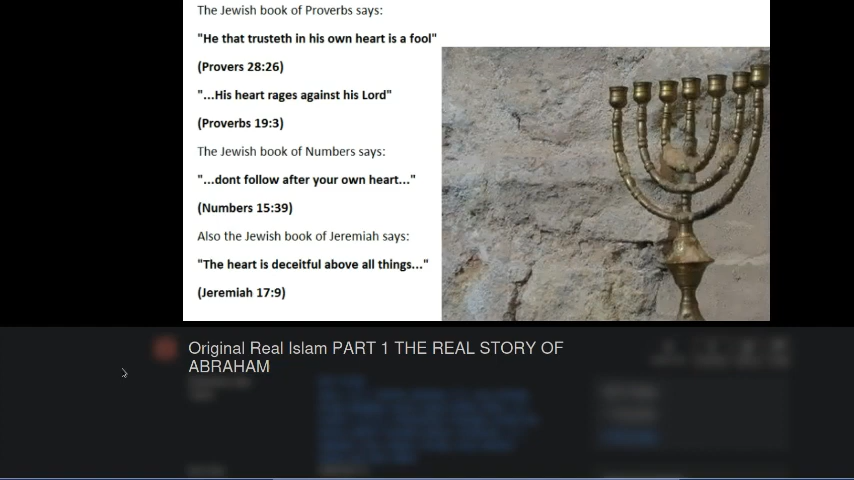 The Jewish book of Proverbs says:
"He that trusteth in his own heart is a fool"
(Provers 28:26)
"...His heart rages against his Lord"
(Proverbs 19:3)
The Jewish book of Numbers says:
"...dont follow after your own heart..."
(Numbers 15:39)
Also the Jewish book of Jeremiah says:
"The heart is deceitful above all things..."
(Jeremiah 17:9)
Original Real Islam PART 1 THE REAL STORY OF
ABRAHAM